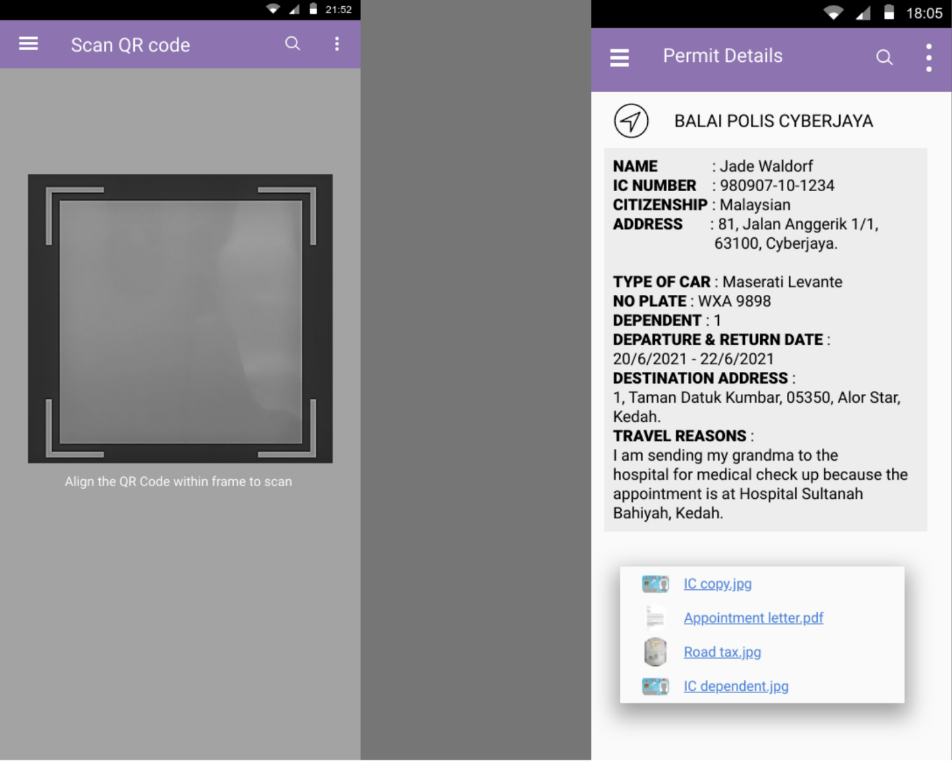 21:52
Scan QR code
Align the QR Code within frame to scan
18:05
Permit Details
BALAI POLIS CYBERJAYA
NAME : Jade Waldorf
IC NUMBER : 980907-10-1234
CITIZENSHIP : Malaysian
ADDRESS : 81, Jalan Anggerik 1/1,
63100, Cyberjaya.
TYPE OF CAR : Maserati Levante
NO PLATE : WXA 9898
DEPENDENT : 1
DEPARTURE & RETURN DATE :
20/6/2021 - 22/6/2021
DESTINATION ADDRESS :
1, Taman Datuk Kumbar, 05350, Alor Star,
Kedah.
TRAVEL REASONS :
I am sending my grandma to the
hospital for medical check up because the
appointment is at Hospital Sultanah
Bahiyah, Kedah.
IC copy.jpg
Appointment letter.pdf
Road tax.jpg
IC dependent.jpg